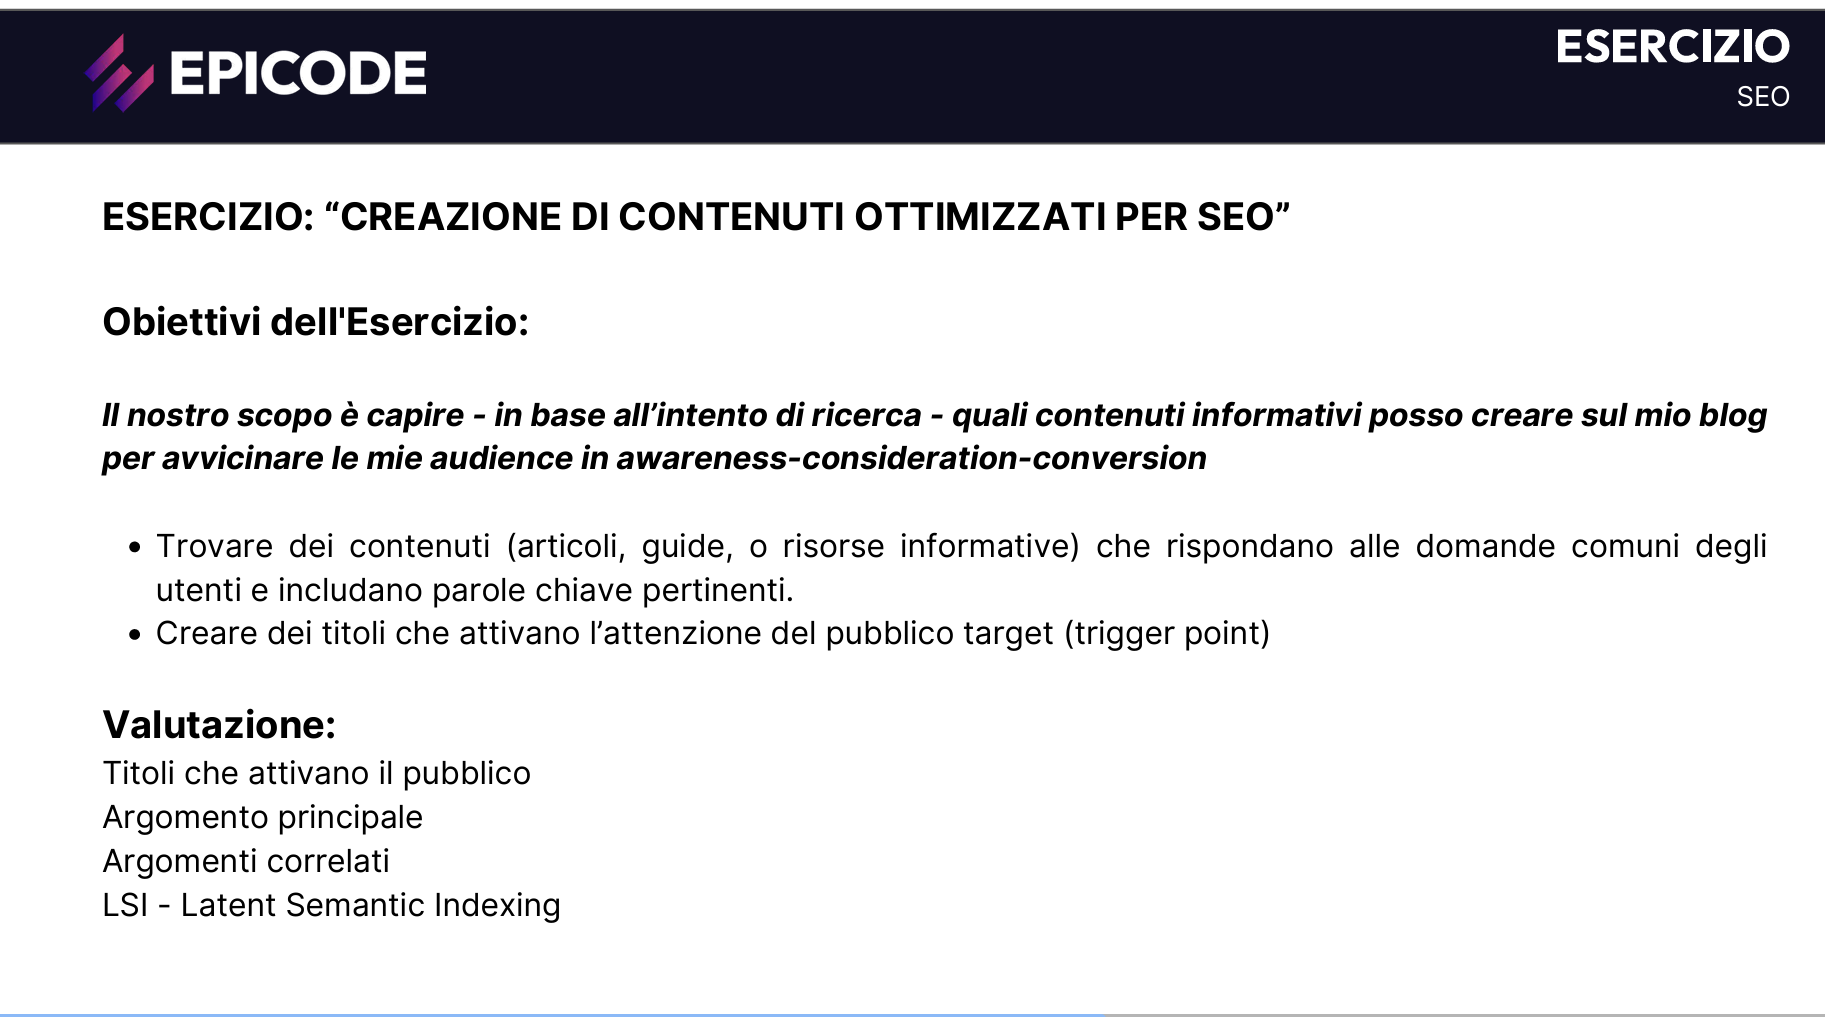 EPICODE
ESERCIZIO
SEO
ESERCIZIO: “CREAZIONE DI CONTENUTI OTTIMIZZATI PER SEO”
Obiettivi dell'Esercizio:
Il nostro scopo è capire - in base all’intento di ricerca - quali contenuti informativi posso creare sul mio blog
per avvicinare le mie audience in awareness-consideration-conversion
• Trovare dei contenuti (articoli, guide, o risorse informative) che rispondano alle domande comuni degli
utenti e includano parole chiave pertinenti.
• Creare dei titoli che attivano l’attenzione del pubblico target (trigger point)
Valutazione:
Titoli che attivano il pubblico
Argomento principale
Argomenti correlati
LSI - Latent Semantic Indexing